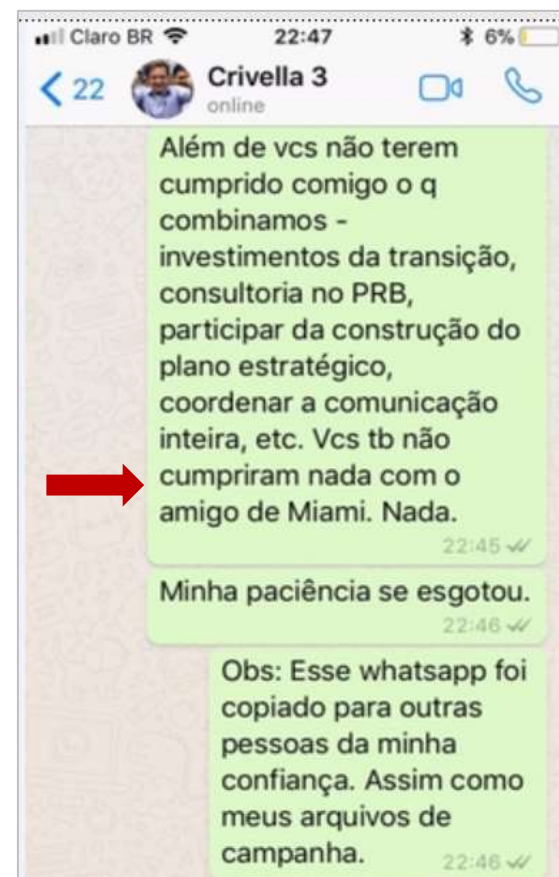 Claro BR 22:47 6%
22 Crivella 3
online
Além de vcs não terem
cumprido comigo o q
combinamos -
investimentos da transição,
consultoria no PRB,
participar da construção do
plano estratégico,
coordenar a comunicação
inteira, etc. Vcs tb não
cumpriram nada com o
amigo de Miami. Nada.
22:45
Minha paciência se esgotou.
22:46
Obs: Esse whatsapp foi
copiado para outras
pessoas da minha
confiança. Assim como
meus arquivos de
campanha.
22:46